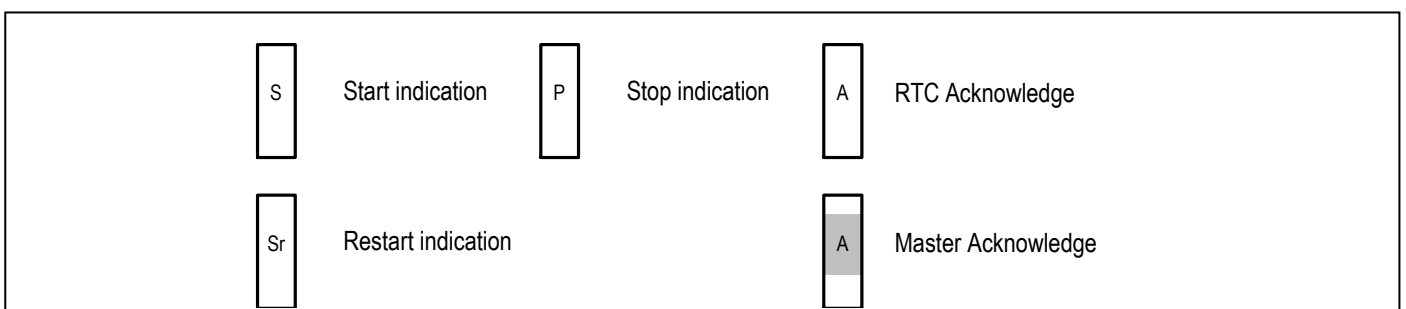 S Start indication P Stop indication A RTC Acknowledge
Sr Restart indication A Master Acknowledge